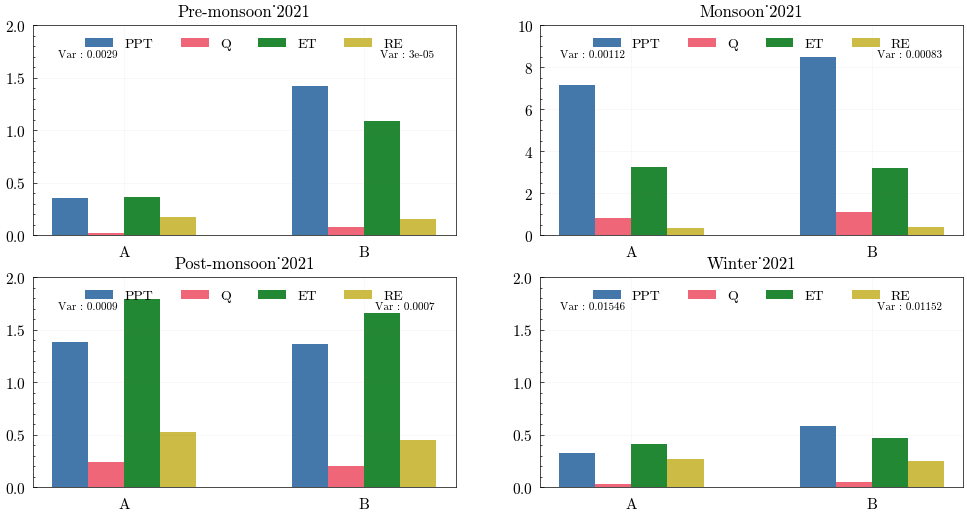 Pre-monsoon˙2021
2.0
1.5
1.0
0.5
0.0
PPT Q ET RE
Var : 0.0029
Var : 3e-05
A B
Monsoon˙2021
10
8
6
4
2
0
PPT Q ET RE
Var : 0.00112
Var : 0.00083
A B
Post-monsoon˙2021
2.0
1.5
1.0
0.5
0.0
PPT Q ET RE
Var : 0.0009
Var : 0.0007
A B
Winter˙2021
2.0
1.5
1.0
0.5
0.0
PPT Q ET RE
Var : 0.01546
Var : 0.01152
A B